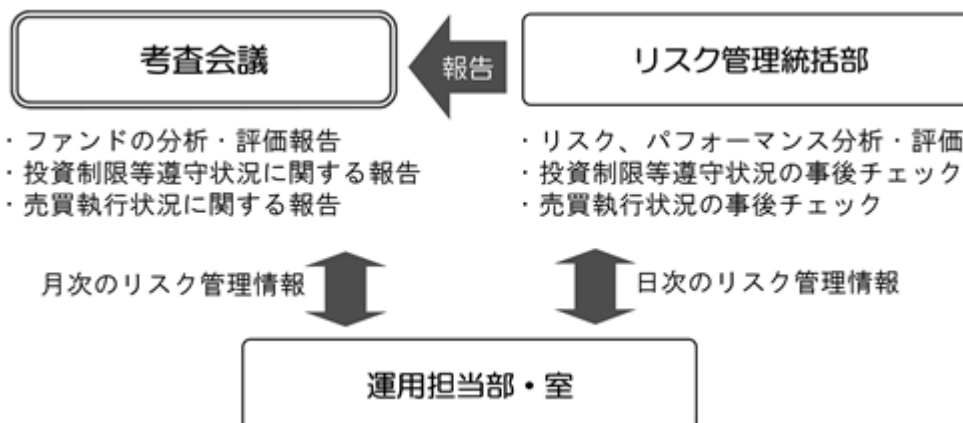 考査会議
報告
リスク管理統括部
・ファンドの分析・評価報告
・投資制限等遵守状況に関する報告
・売買執行状況に関する報告
・リスク、パフォーマンス分析・評価
・投資制限等遵守状況の事後チェック
・売買執行状況の事後チェック
月次のリスク管理情報
日次のリスク管理情報
運用担当部・室